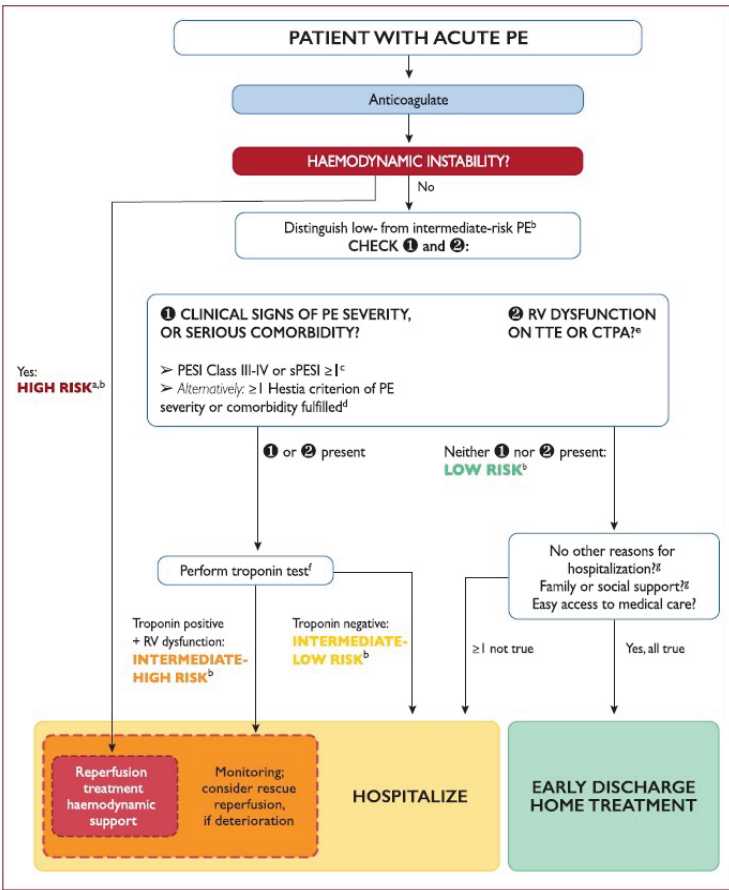 PATIENT WITH ACUTE PE
Anticoagulate
HAEMODYNAMIC INSTABILITY?
No
Distinguish low- from intermediate-risk PEᵇ
CHECK ❶ and ❷:
❶ CLINICAL SIGNS OF PE SEVERITY,
OR SERIOUS COMORBIDITY?
➢ PESI Class III-IV or sPESI ≥1ᶜ
➢ Alternatively: ≥1 Hestia criterion of PE
severity or comorbidity fulfilledᵈ
❷ RV DYSFUNCTION
ON TTE OR CTPA?ᵉ
Yes:
HIGH RISKᵃ,ᵇ
❶ or ❷ present
Neither ❶ nor ❷ present:
LOW RISKᵇ
Perform troponin testᶠ
No other reasons for
hospitalization?ᵍ
Family or social support?ᵍ
Easy access to medical care?
Troponin positive
+ RV dysfunction:
INTERMEDIATE-
HIGH RISKᵇ
Troponin negative:
INTERMEDIATE-
LOW RISKᵇ
≥1 not true
Yes, all true
Reperfusion
treatment
haemodynamic
support
Monitoring;
consider rescue
reperfusion,
if deterioration
HOSPITALIZE
EARLY DISCHARGE
HOME TREATMENT